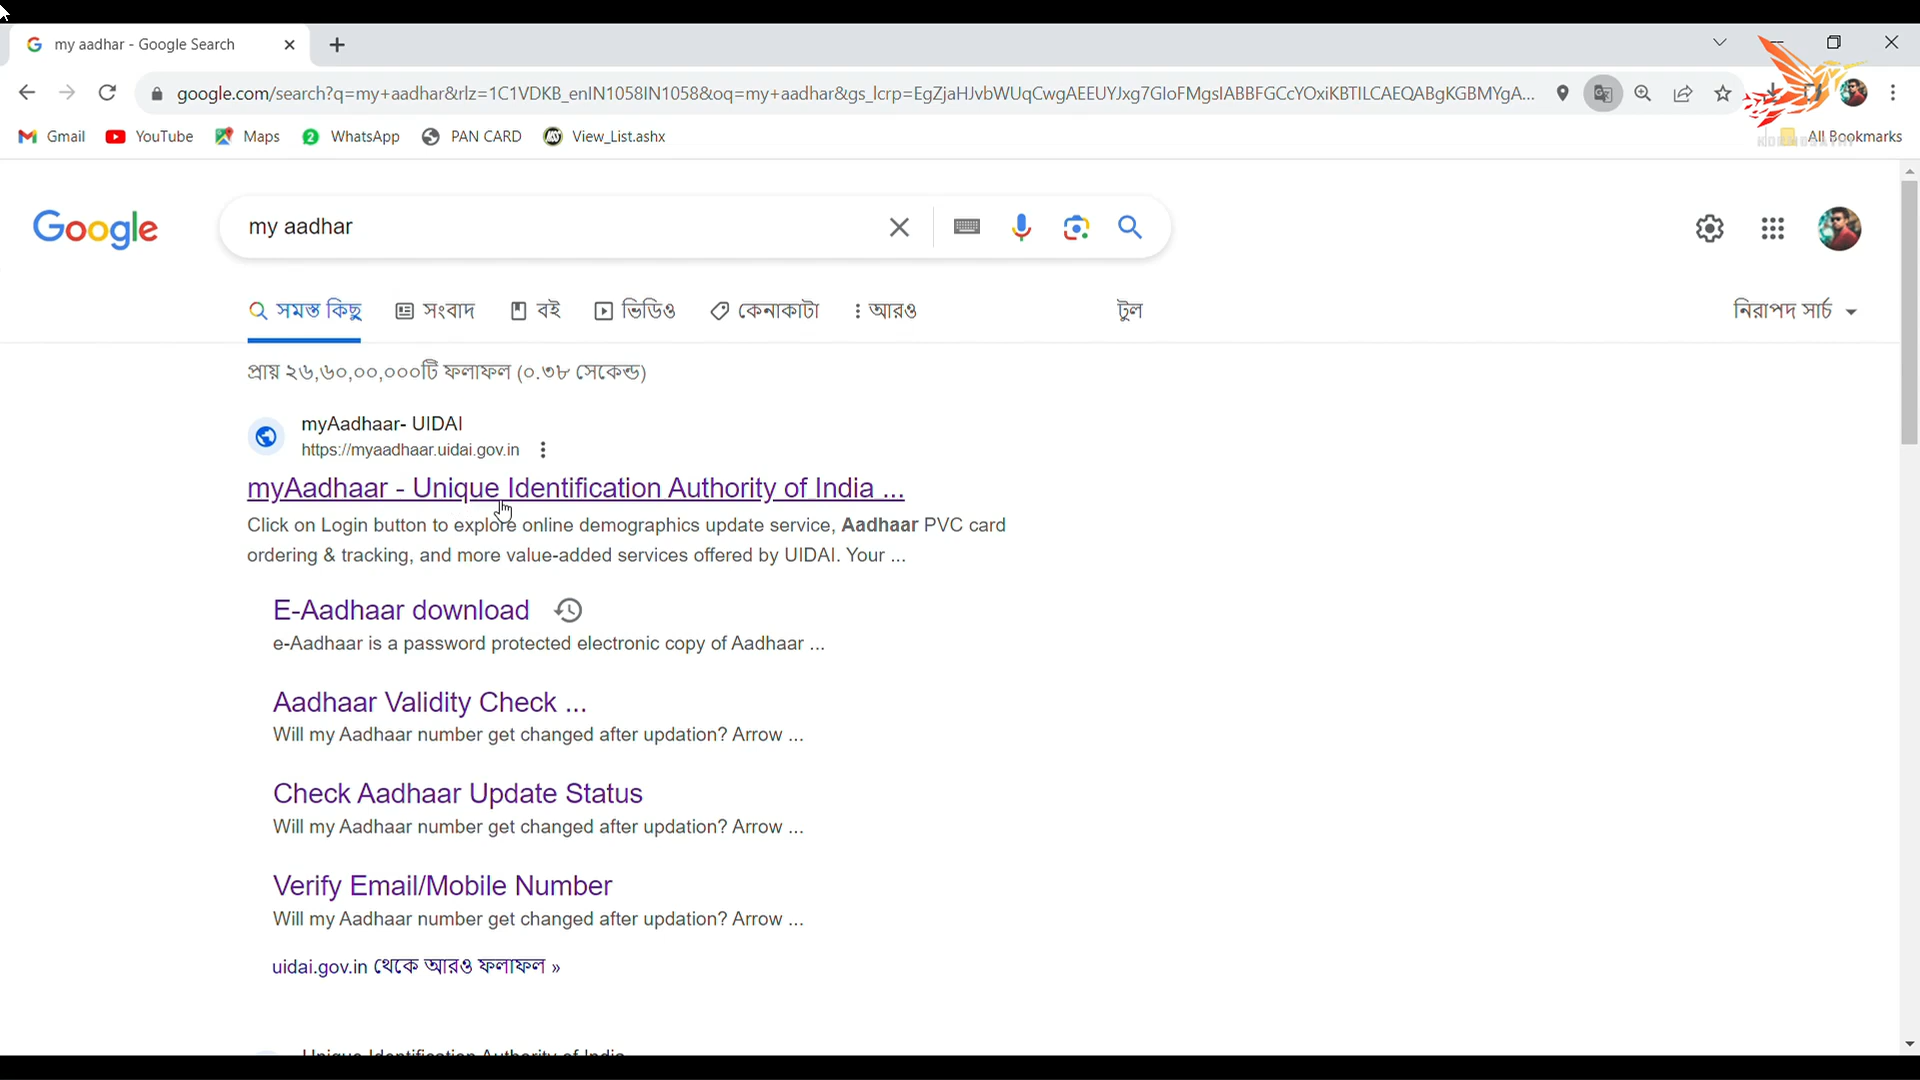 my aadhar - Google Search
google.com/search?q=my+aadhar&rlz=1C1VDKB_enIN1058IN1058&oq=my+aadhar&gs_lcrp=EgZjaHJvbWUqCwgAEEUYJxg7GIoFMgsIABBFGCcYOxiKBTILCAEQABgKGBMYgA...
Gmail YouTube Maps 2 WhatsApp PAN CARD View_List.ashx All Bookmarks
Google my aadhar
সমস্ত কিছু সংবাদ বই ভিডিও কেনাকাটা আরও টুল নিরাপদ সার্চ
প্রায় ২৬,৬০,০০,০০০টি ফলাফল (০.৩৮ সেকেন্ড)
myAadhaar- UIDAI
https://myaadhaar.uidai.gov.in
myAadhaar - Unique Identification Authority of India ...
Click on Login button to explore online demographics update service, Aadhaar PVC card
ordering & tracking, and more value-added services offered by UIDAI. Your ...
E-Aadhaar download
e-Aadhaar is a password protected electronic copy of Aadhaar ...
Aadhaar Validity Check ...
Will my Aadhaar number get changed after updation? Arrow ...
Check Aadhaar Update Status
Will my Aadhaar number get changed after updation? Arrow ...
Verify Email/Mobile Number
Will my Aadhaar number get changed after updation? Arrow ...
uidai.gov.in থেকে আরও ফলাফল »
Unique Identification Authority of India